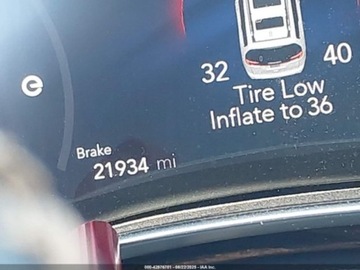 32 40
Tire Low
Inflate to 36
Brake
21934 mi